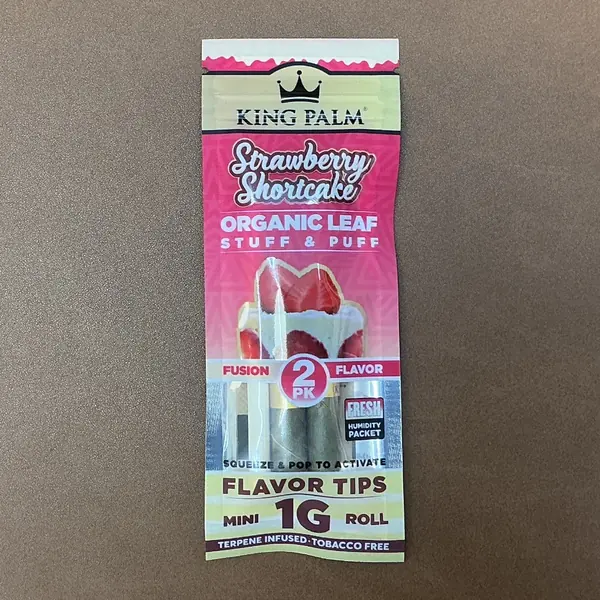 KING PALM®
Strawberry
Shortcake
ORGANIC LEAF
STUFF & PUFF
FUSION 2 PK FLAVOR
FRESH
HUMIDITY
PACKET
SQUEEZE & POP TO ACTIVATE
FLAVOR TIPS
MINI 1G ROLL
TERPENE INFUSED·TOBACCO FREE